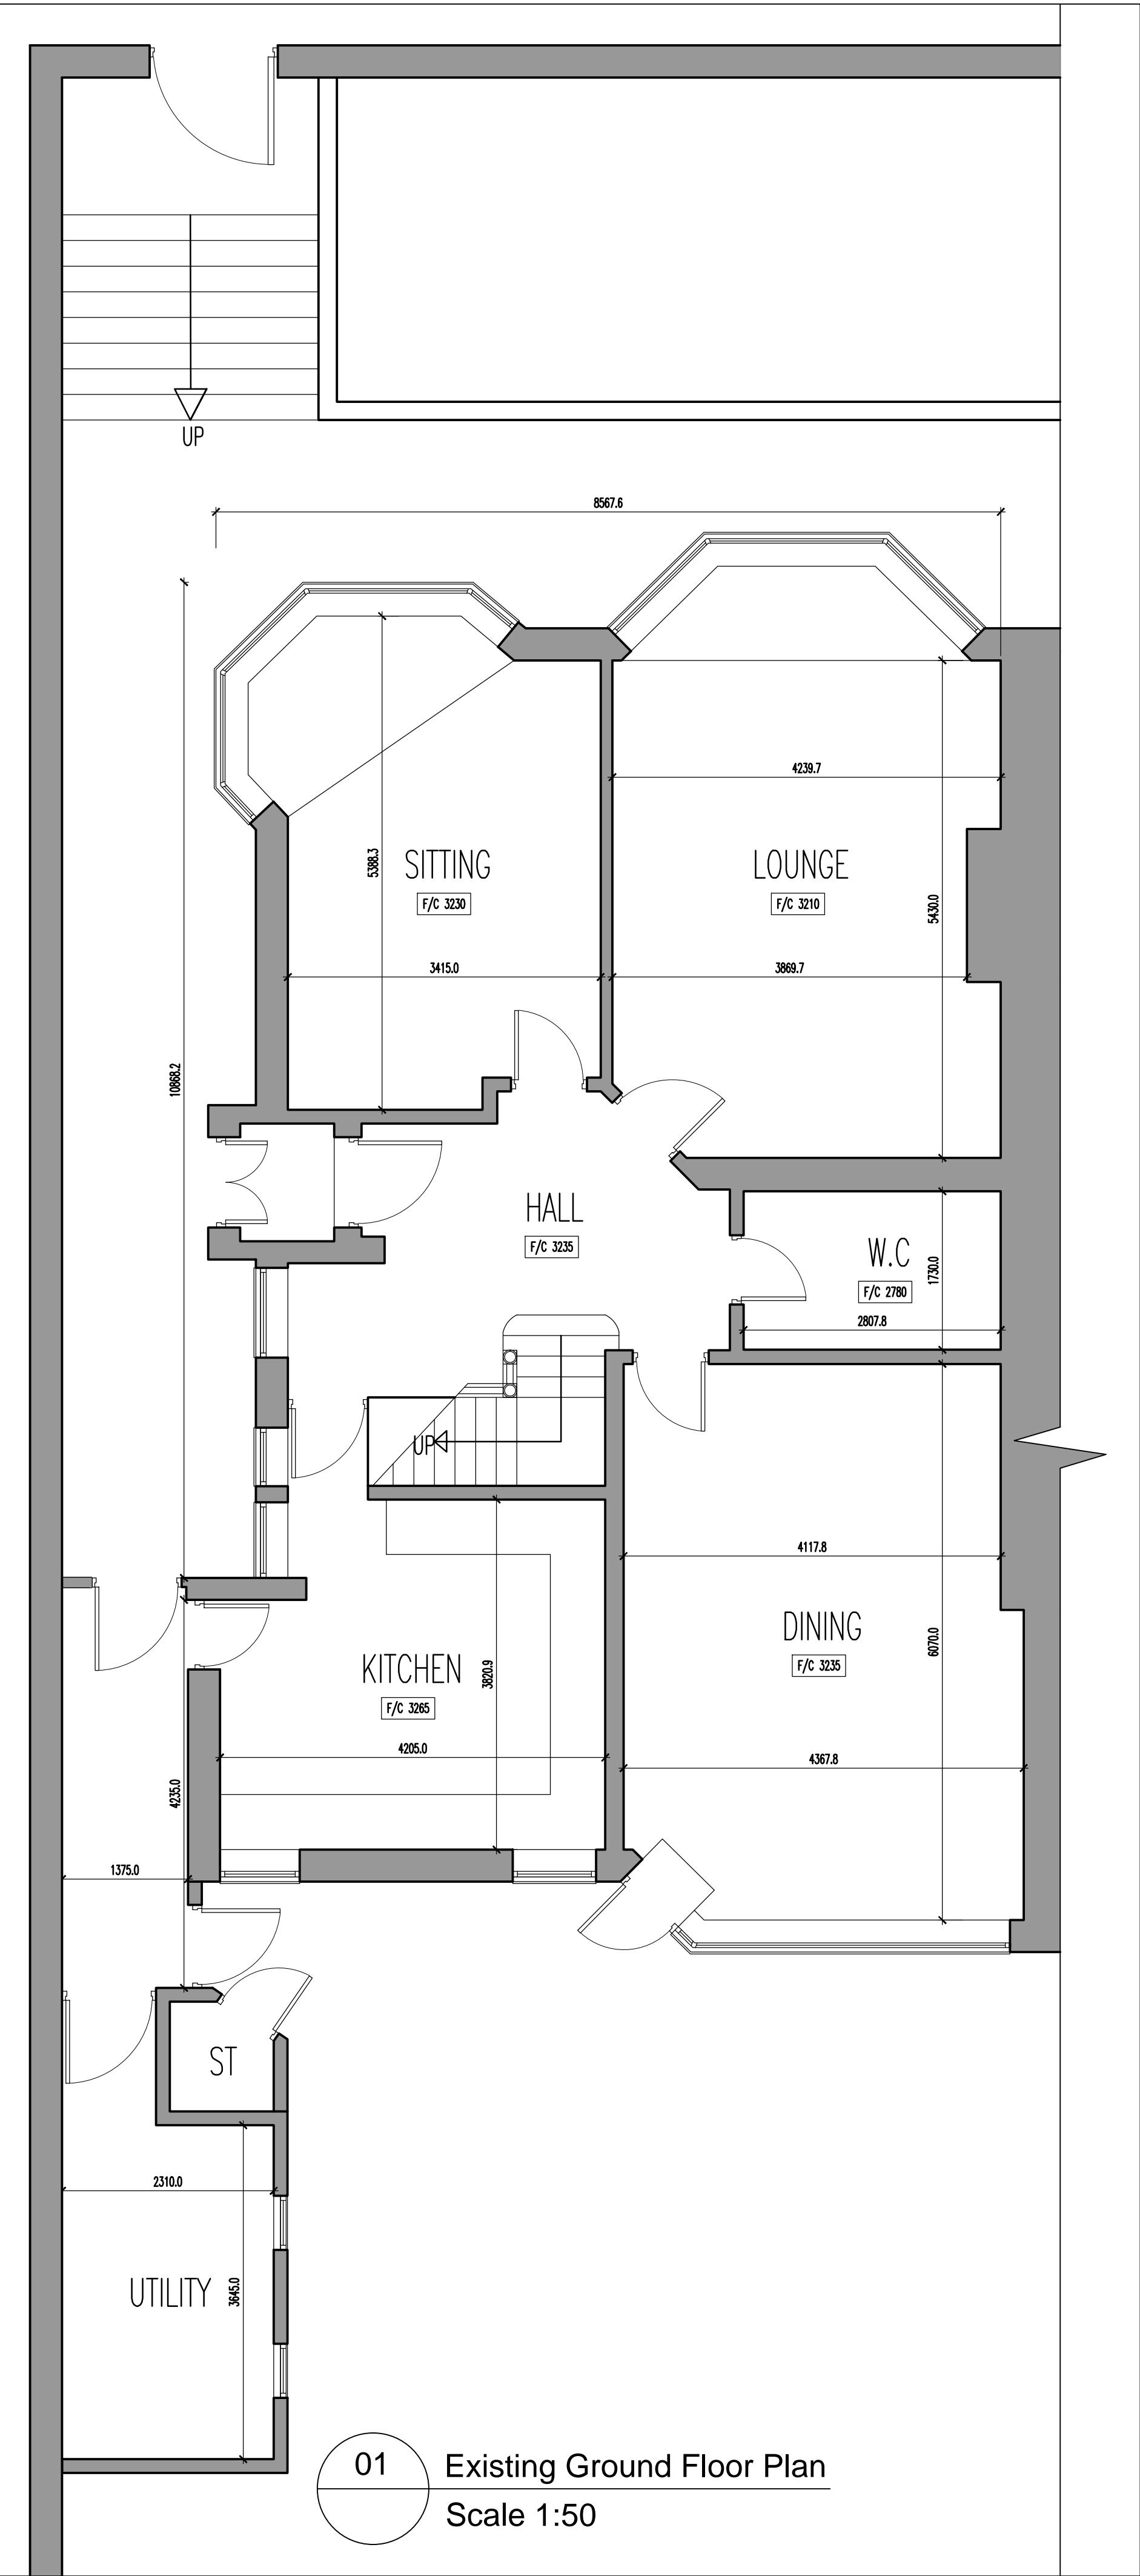 UP
8567.6
4239.7
SITTING
F/C 3230
5388.3
LOUNGE
F/C 3210
5430.0
3415.0
3869.7
10868.2
HALL
F/C 3235
W.C
F/C 2780
1730.0
2807.8
UP
4117.8
DINING
F/C 3235
6070.0
KITCHEN
F/C 3265
3820.9
4205.0
4367.8
4235.0
1375.0
ST
2310.0
UTILITY
3645.0
01
Existing Ground Floor Plan
Scale 1:50